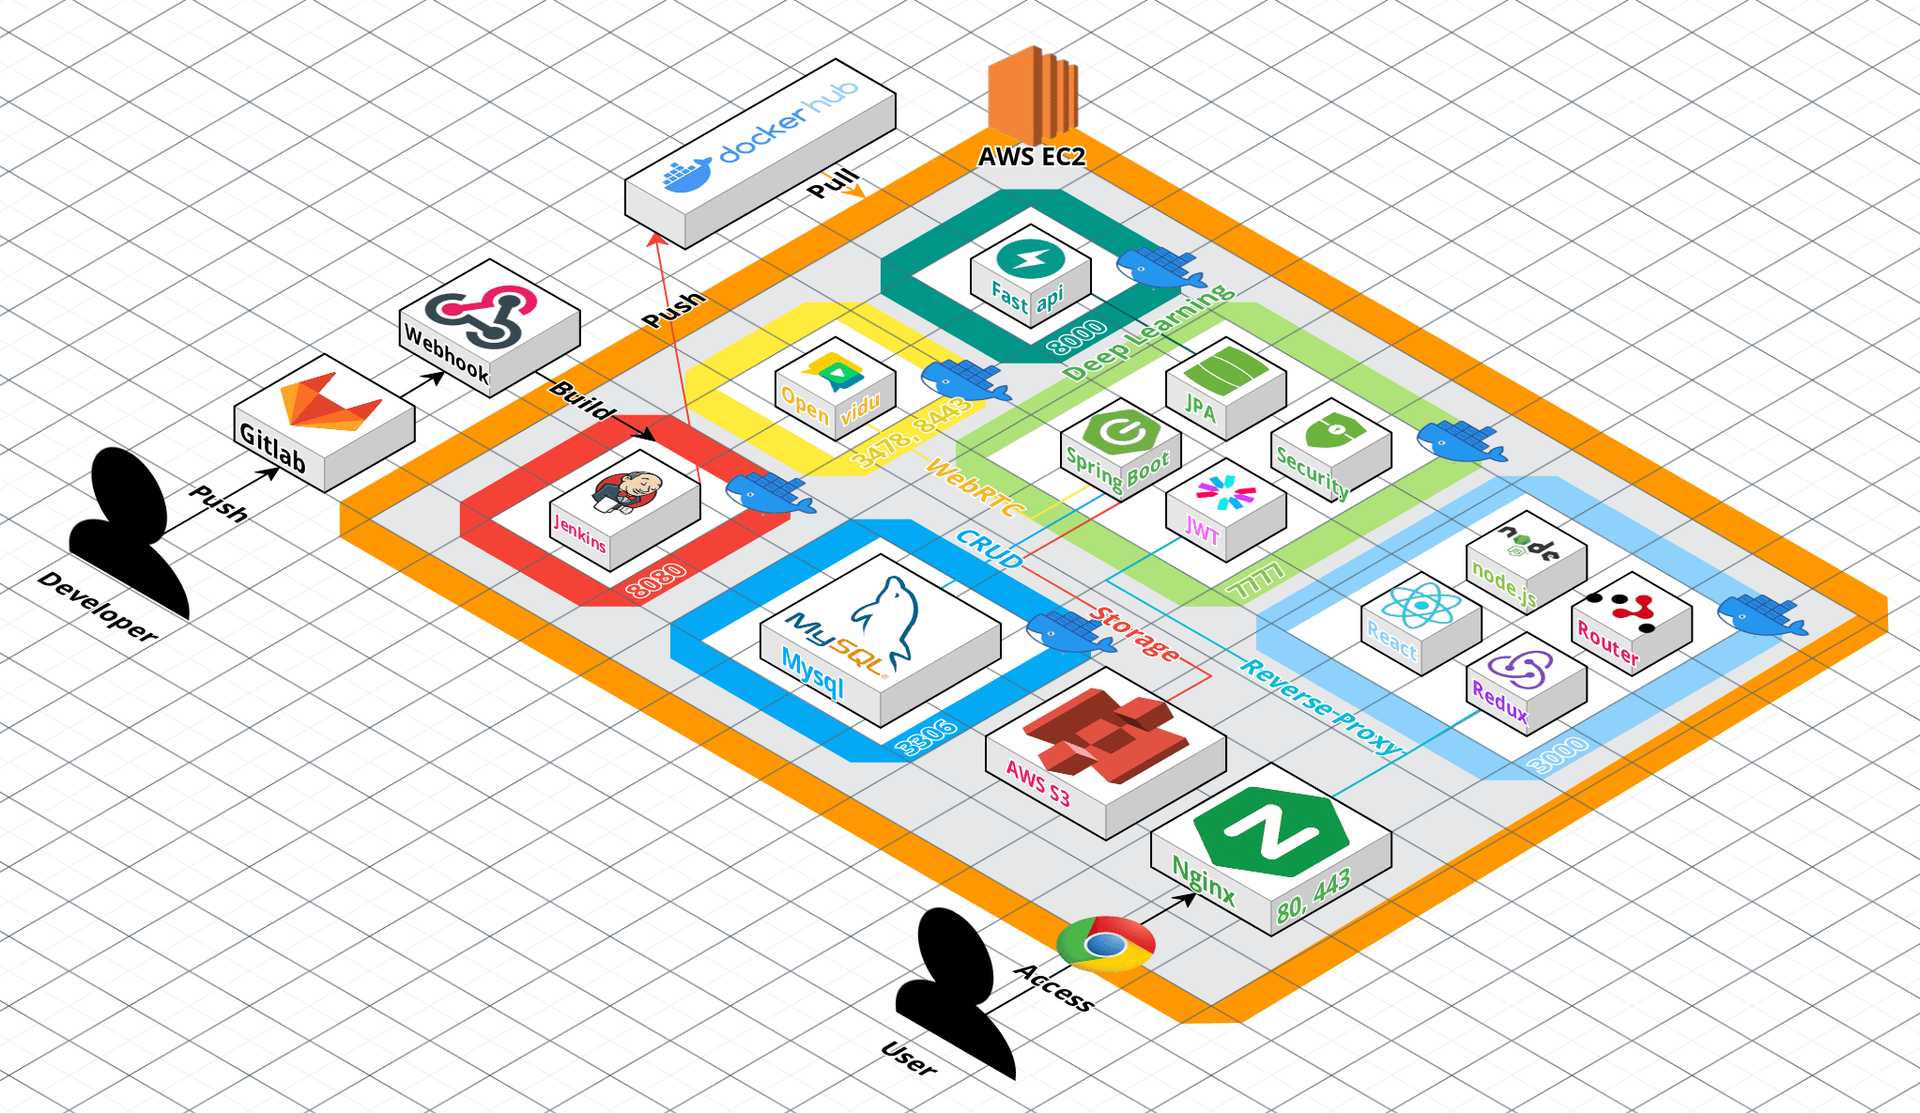 docker hub
AWS EC2
Pull
Fast api
8000
Deep Learning
Push
Webhook
Open vidu
3478, 8443
WebRTC
JPA
Spring Boot
Security
JWT
7777
Build
Gitlab
Push
Developer
Jenkins
8080
CRUD
MySQL
Mysql
3306
Storage
node
JS
node.js
React
Router
Redux
3000
Reverse-Proxy
AWS S3
Nginx
80, 443
Access
User